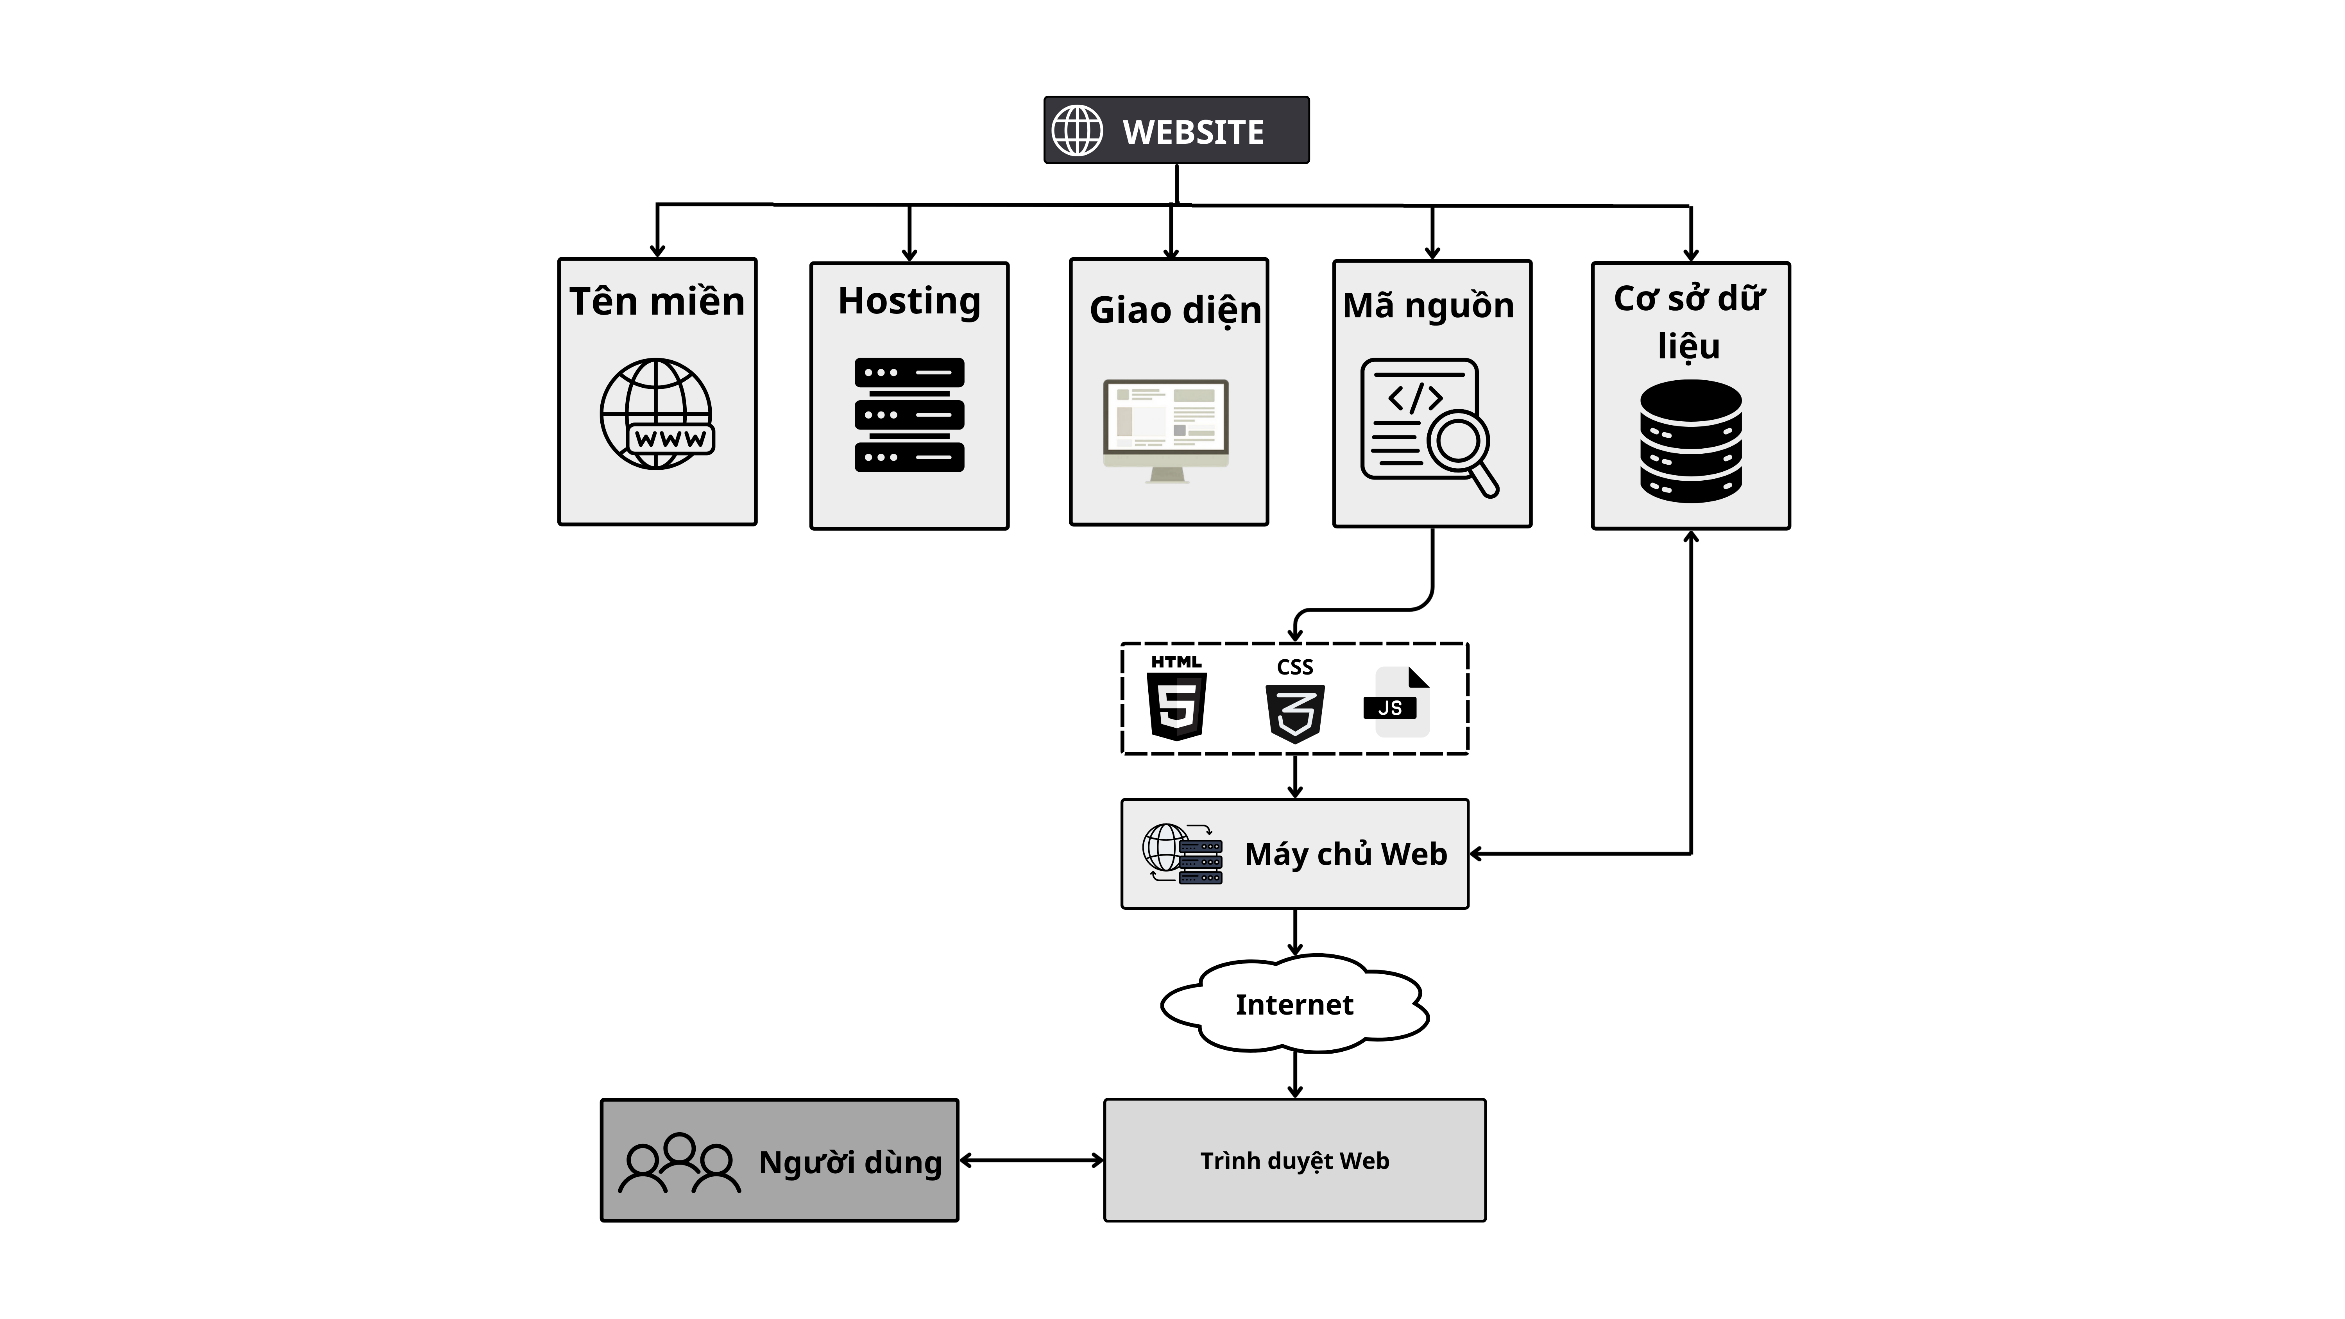 WEBSITE
Tên miền
Hosting
Giao diện
Mã nguồn
Cơ sở dữ
liệu
WWW
HTML
CSS
JS
Máy chủ Web
Internet
Người dùng
Trình duyệt Web